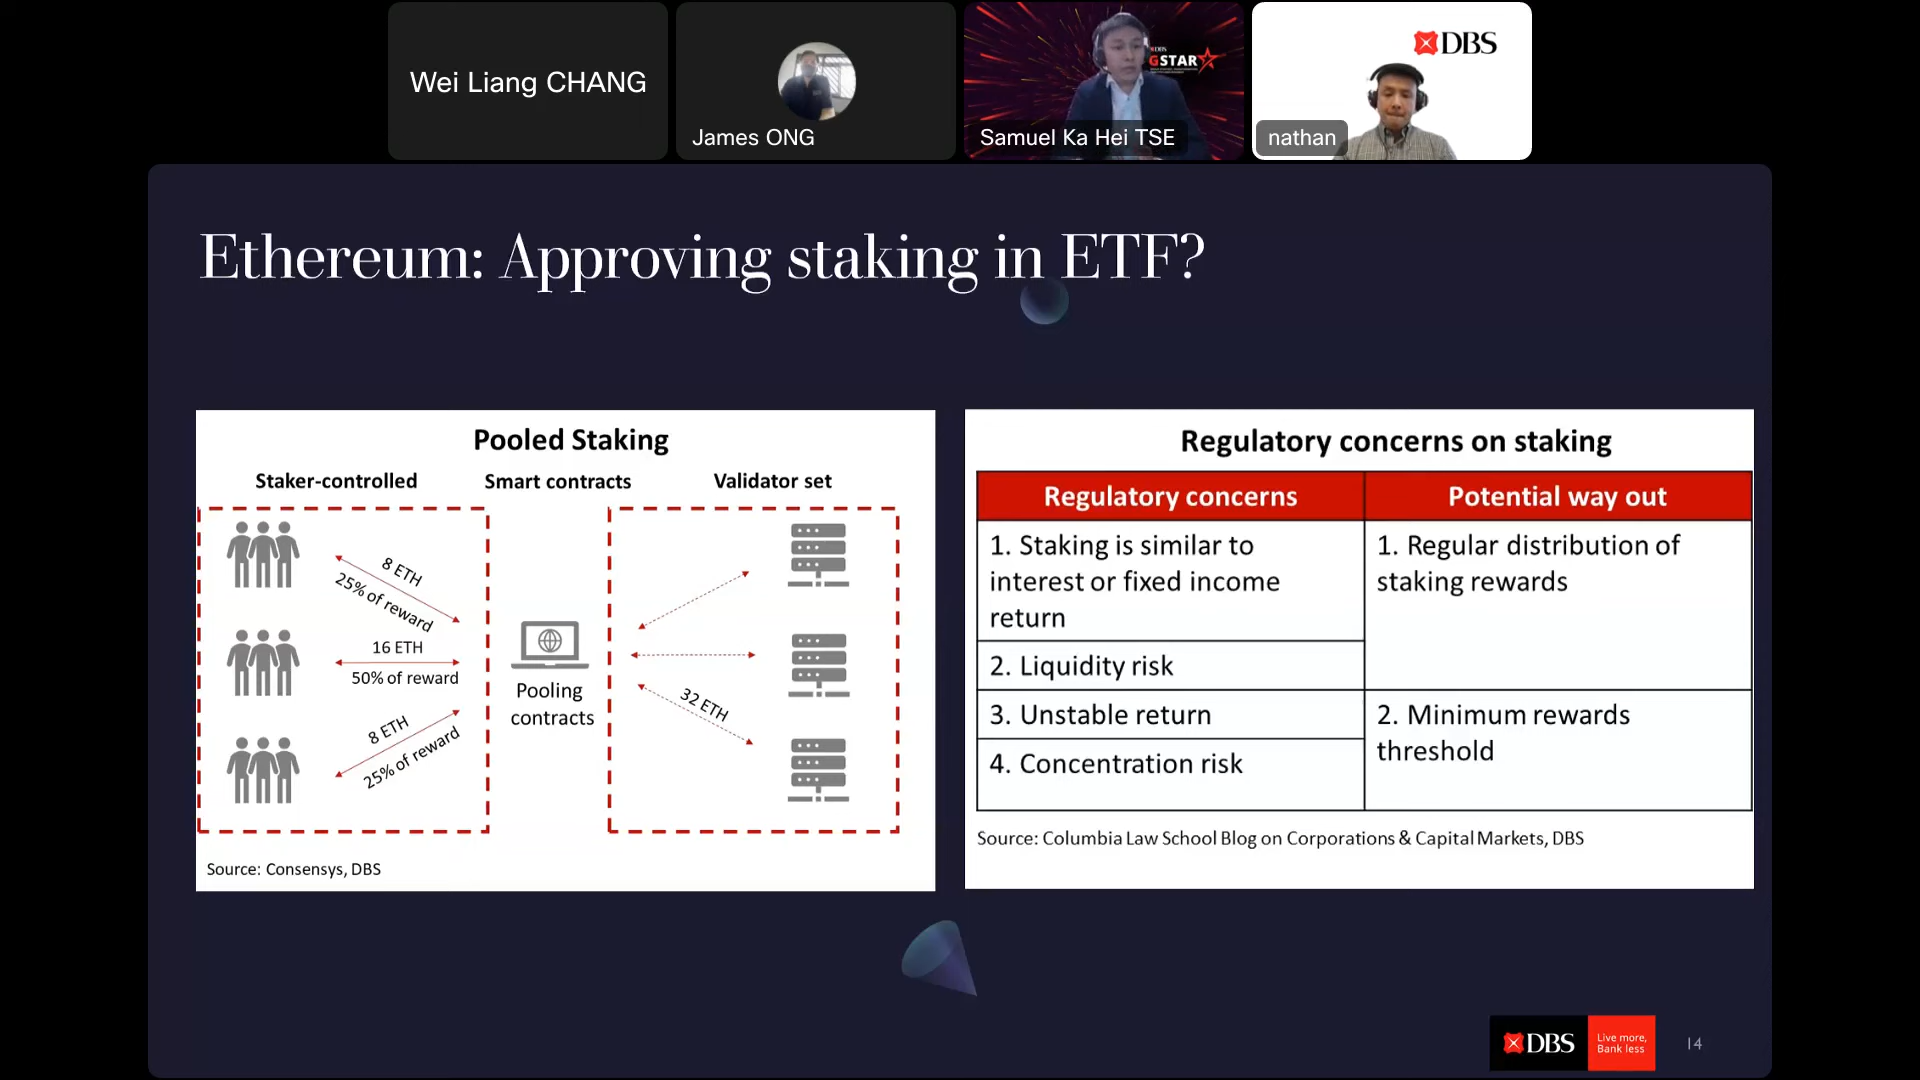 Wei Liang CHANG
James ONG
DBS
GSTAR
Samuel Ka Hei TSE
DBS
nathan
Ethereum: Approving staking in ETF?
Pooled Staking
Staker-controlled
Smart contracts
Validator set
8 ETH
25% of reward
16 ETH
50% of reward
8 ETH
25% of reward
Pooling
contracts
32 ETH
Source: Consensys, DBS
Regulatory concerns on staking
Regulatory concerns
Potential way out
1. Staking is similar to
interest or fixed income
return
1. Regular distribution of
staking rewards
2. Liquidity risk
3. Unstable return
2. Minimum rewards
threshold
4. Concentration risk
Source: Columbia Law School Blog on Corporations & Capital Markets, DBS
DBS
Live more,
Bank less
14